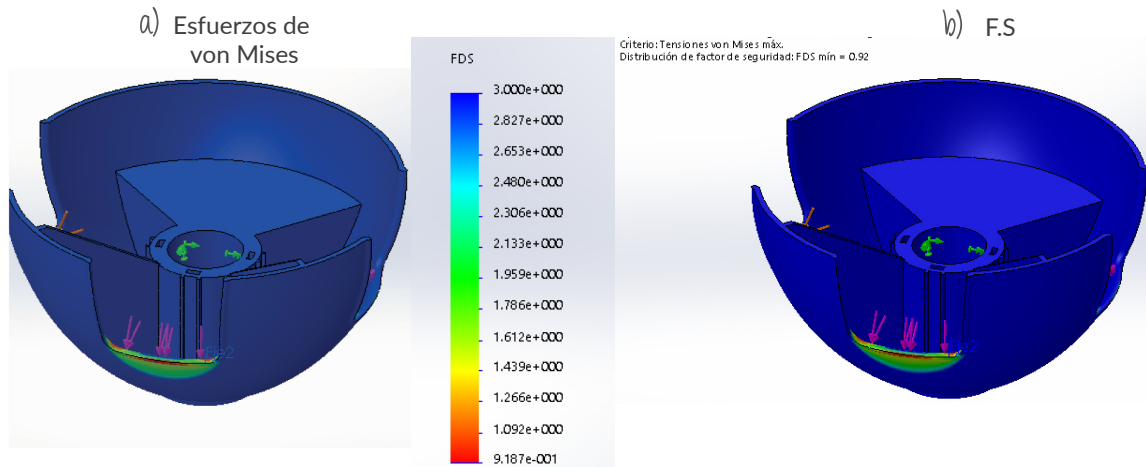 a) Esfuerzos de
von Mises
b) F.S
Criterio: Tensiones von Mises máx.
Distribución de factor de seguridad: FDS mín = 0.92
FDS
3.000e+000
2.827e+000
2.653e+000
2.480e+000
2.306e+000
2.133e+000
1.959e+000
1.786e+000
1.612e+000
1.439e+000
1.266e+000
1.092e+000
9.187e-001